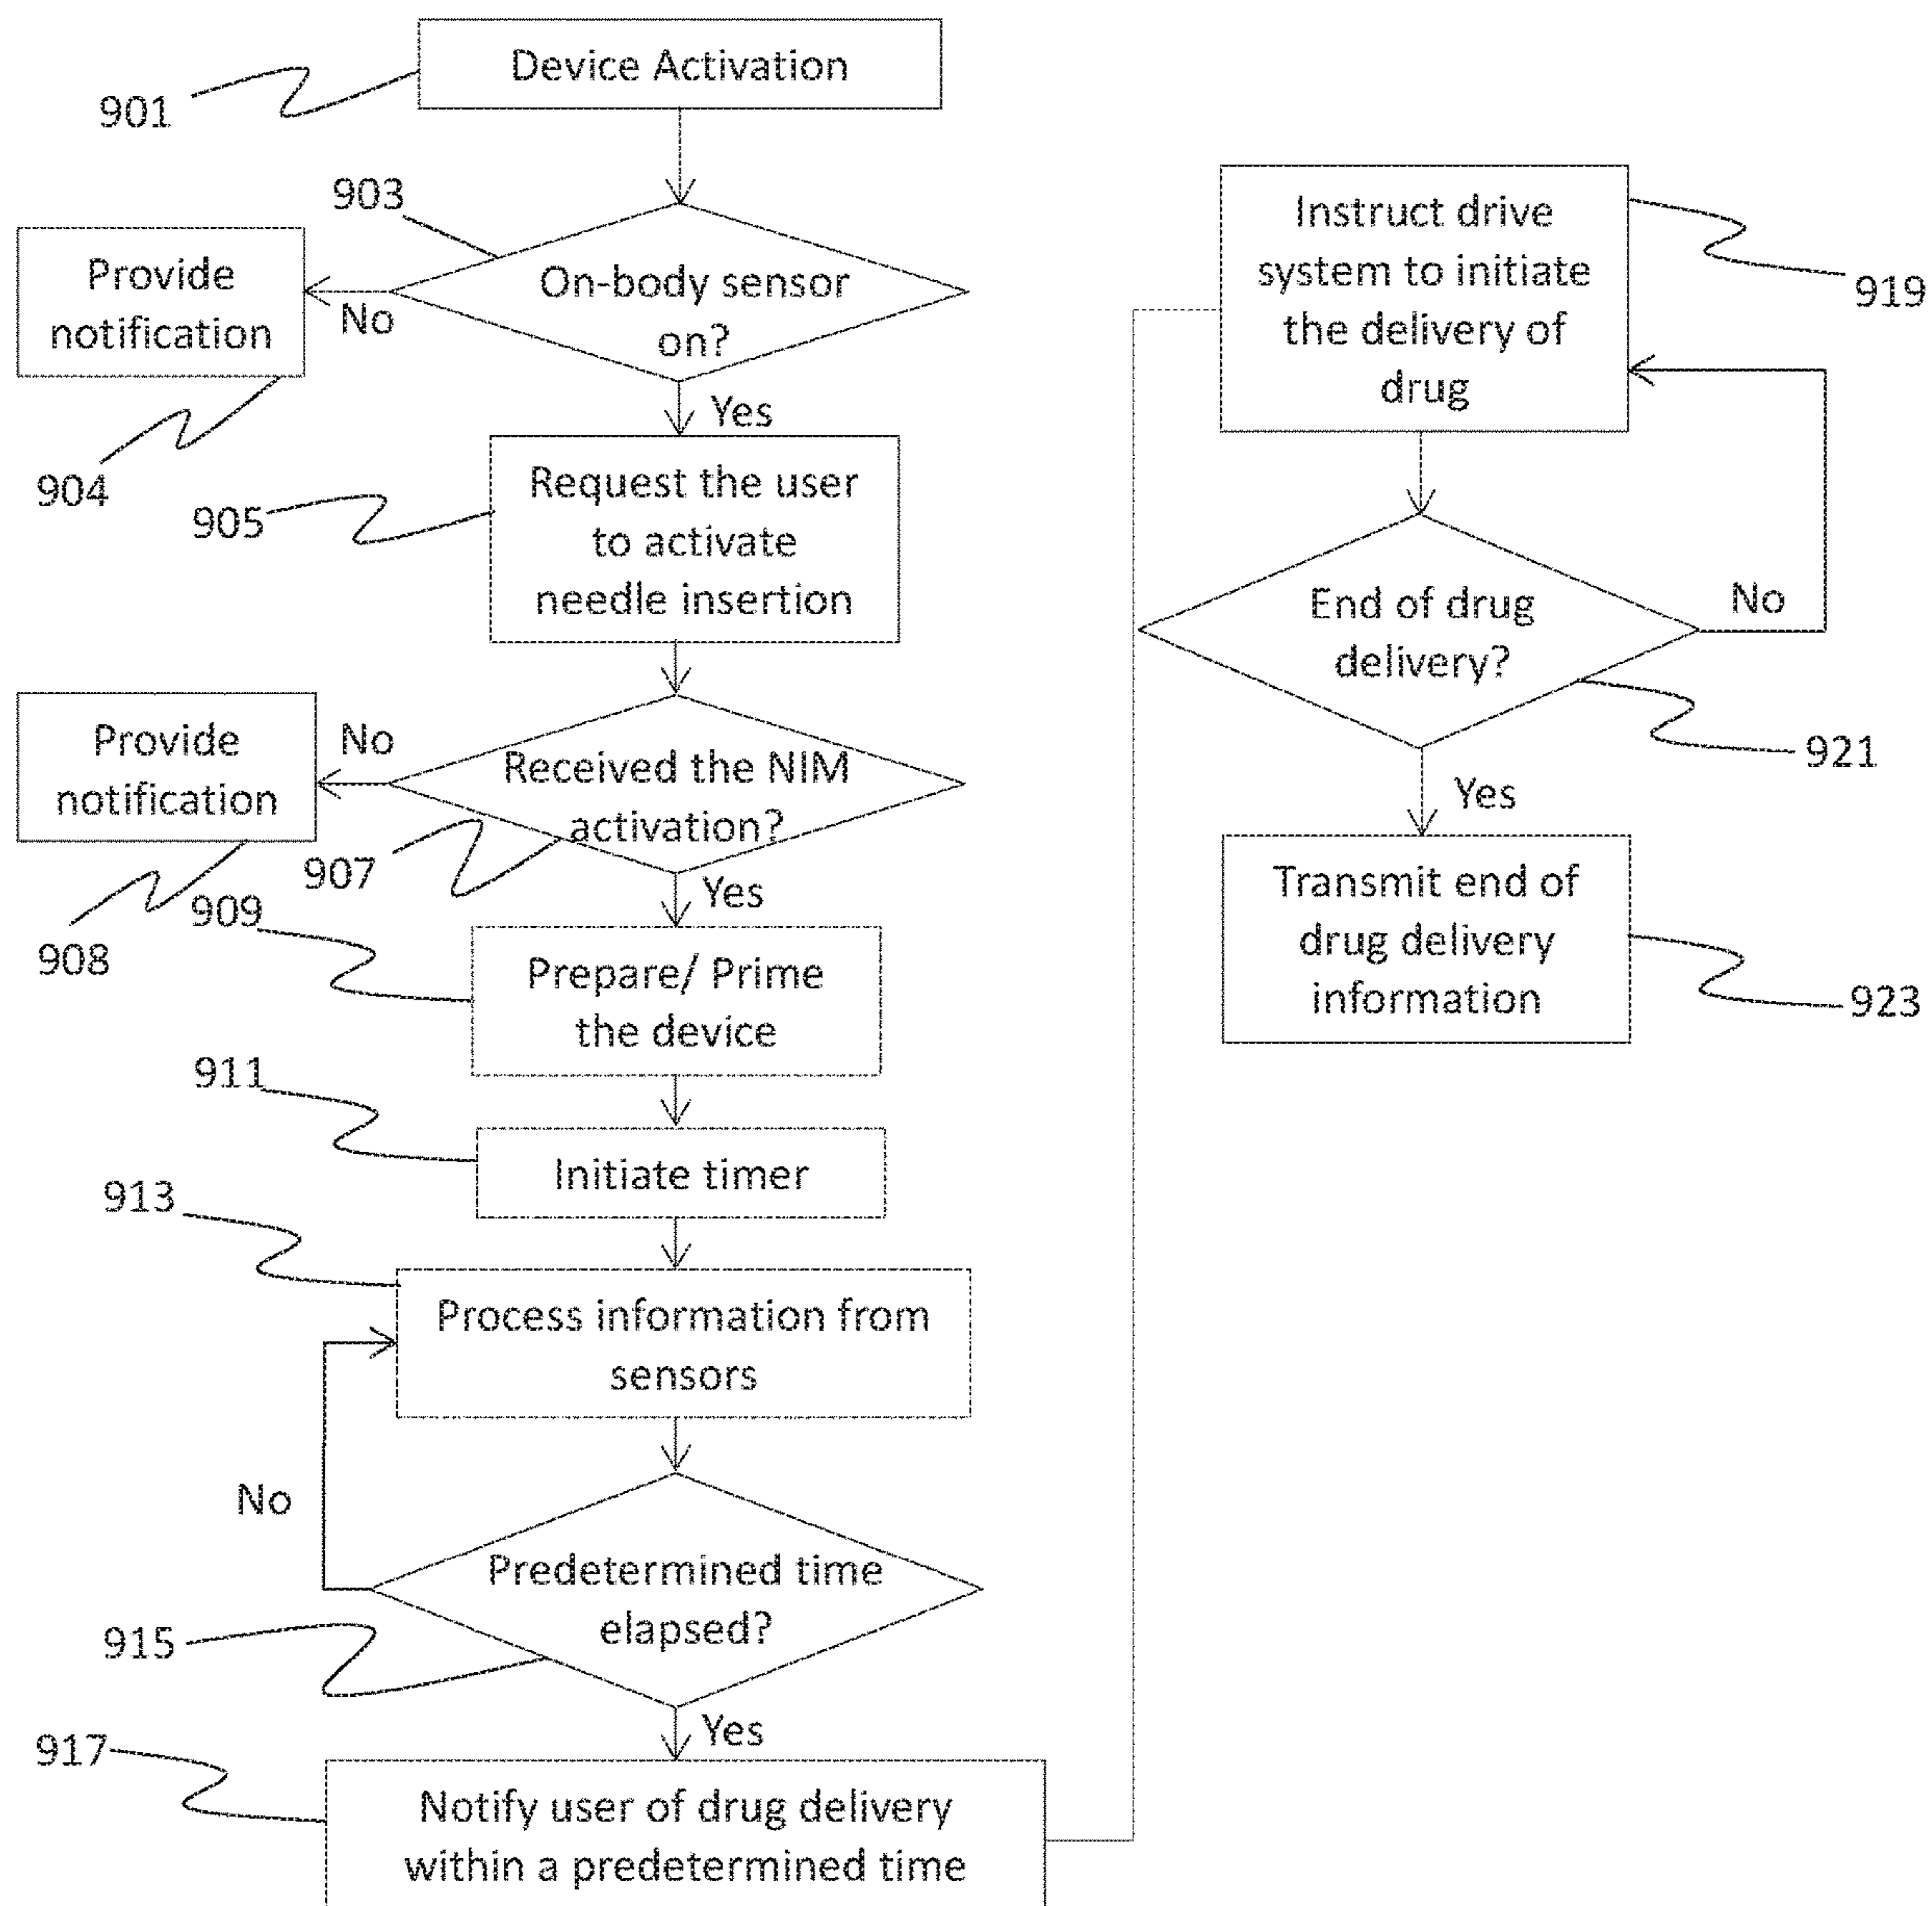 Device Activation
901
903
On-body sensor
on?
No
Provide
notification
904
Yes
Request the user
to activate
needle insertion
905
Received the NIM
activation?
No
Provide
notification
907
908
Yes
909
Prepare/ Prime
the device
911
Initiate timer
913
Process information from
sensors
No
Predetermined time
elapsed?
915
Yes
917
Notify user of drug delivery
within a predetermined time
Instruct drive
system to initiate
the delivery of
drug
919
End of drug
delivery?
No
921
Yes
Transmit end of
drug delivery
information
923